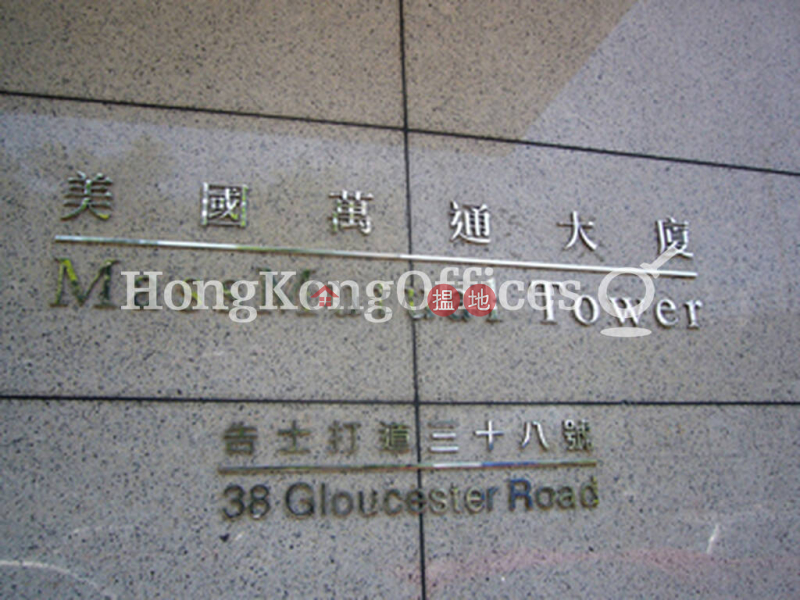 美國萬通大廈
Tower
HongKongOffices
搵地
告士打道三十八號
38 Gloucester Road